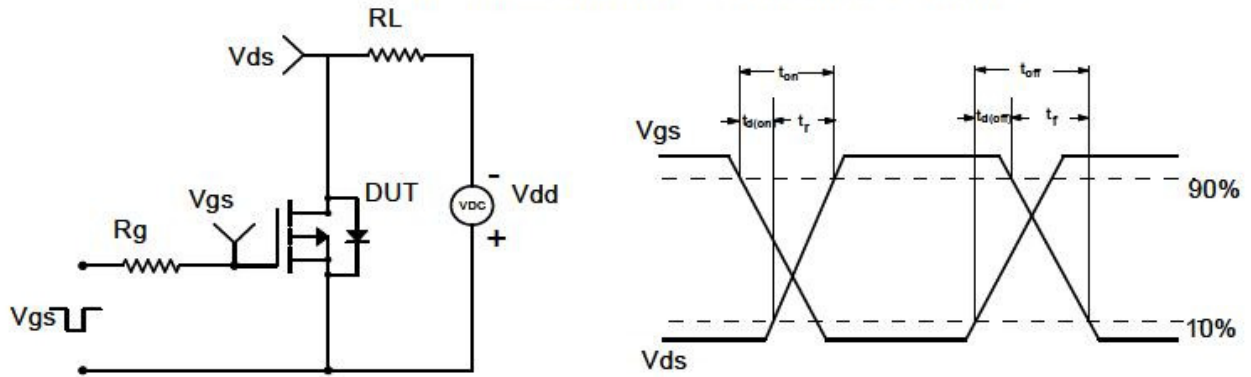 RL
Vds
DUT
Vgs
Rg
Vgs
-
VDC
Vdd
+
ton
toff
td(on)
tr
td(off)
tf
Vgs
90%
10%
Vds